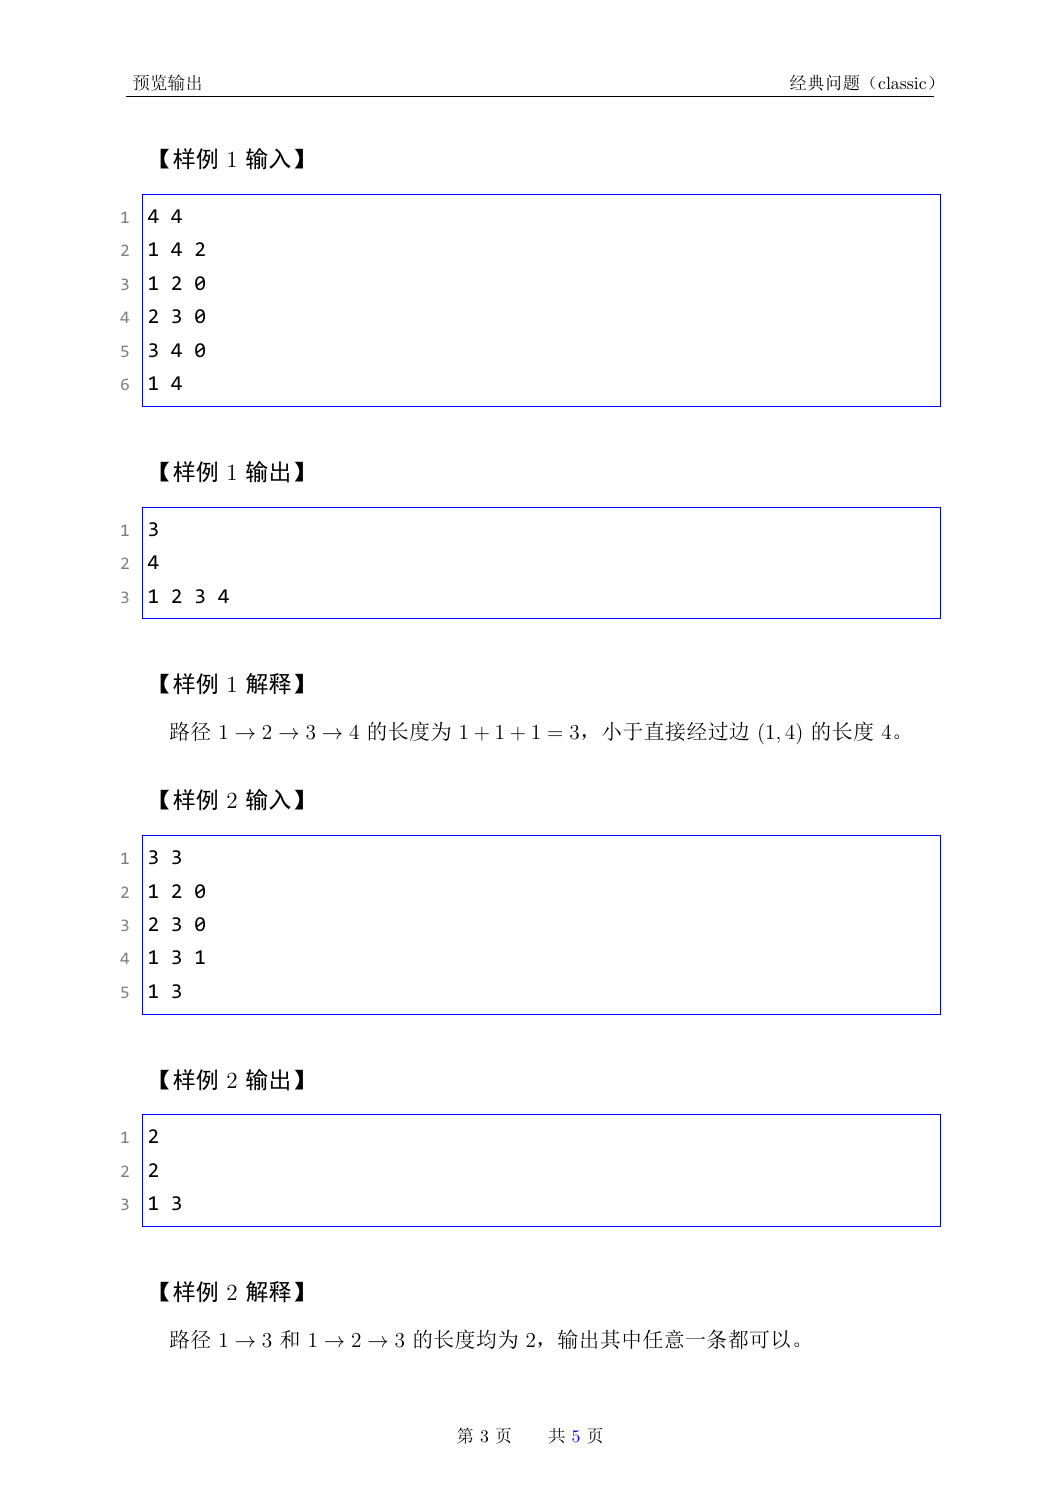 预览输出 经典问题（classic）
【样例 1 输入】
1 4 4
2 1 4 2
3 1 2 0
4 2 3 0
5 3 4 0
6 1 4
【样例 1 输出】
1 3
2 4
3 1 2 3 4
【样例 1 解释】
路径 1 → 2 → 3 → 4 的长度为 1 + 1 + 1 = 3，小于直接经过边 (1, 4) 的长度 4。
【样例 2 输入】
1 3 3
2 1 2 0
3 2 3 0
4 1 3 1
5 1 3
【样例 2 输出】
1 2
2 2
3 1 3
【样例 2 解释】
路径 1 → 3 和 1 → 2 → 3 的长度均为 2，输出其中任意一条都可以。
第 3 页 共 5 页